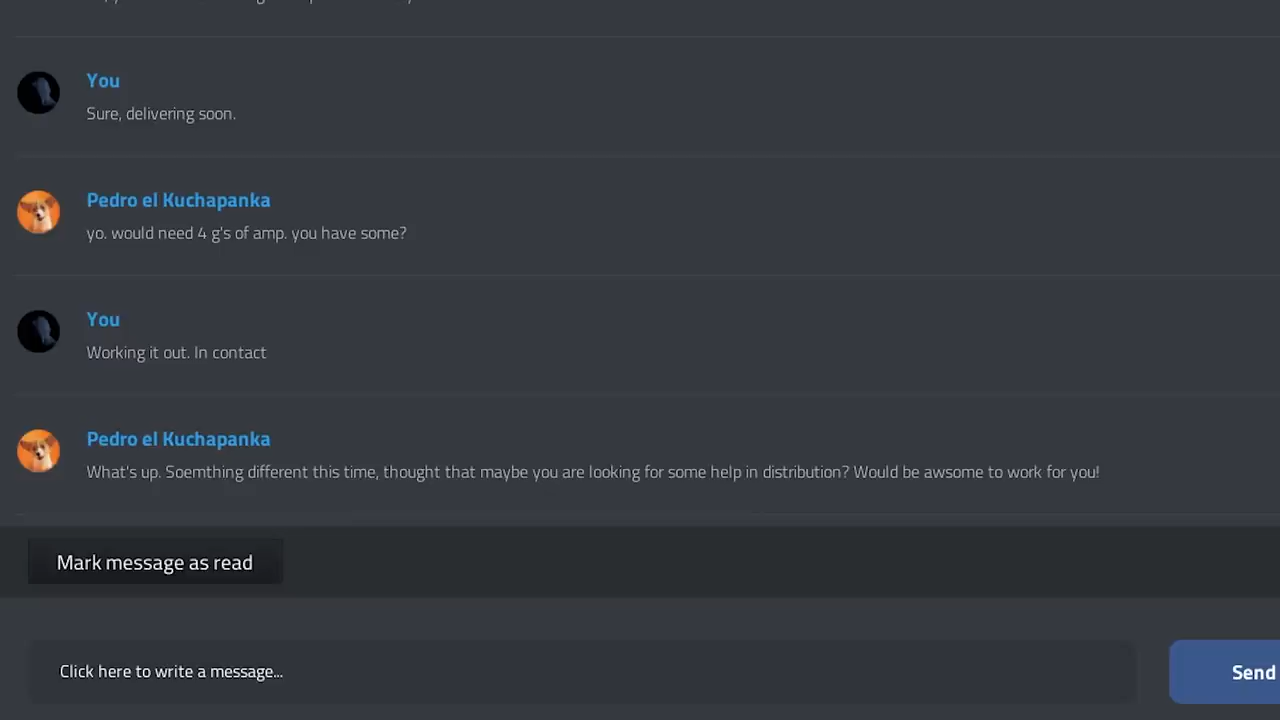 You
Sure, delivering soon.
Pedro el Kuchapanka
yo. would need 4 g's of amp. you have some?
You
Working it out. In contact
Pedro el Kuchapanka
What's up. Soemthing different this time, thought that maybe you are looking for some help in distribution? Would be awsome to work for you!
Mark message as read
Click here to write a message...
Send